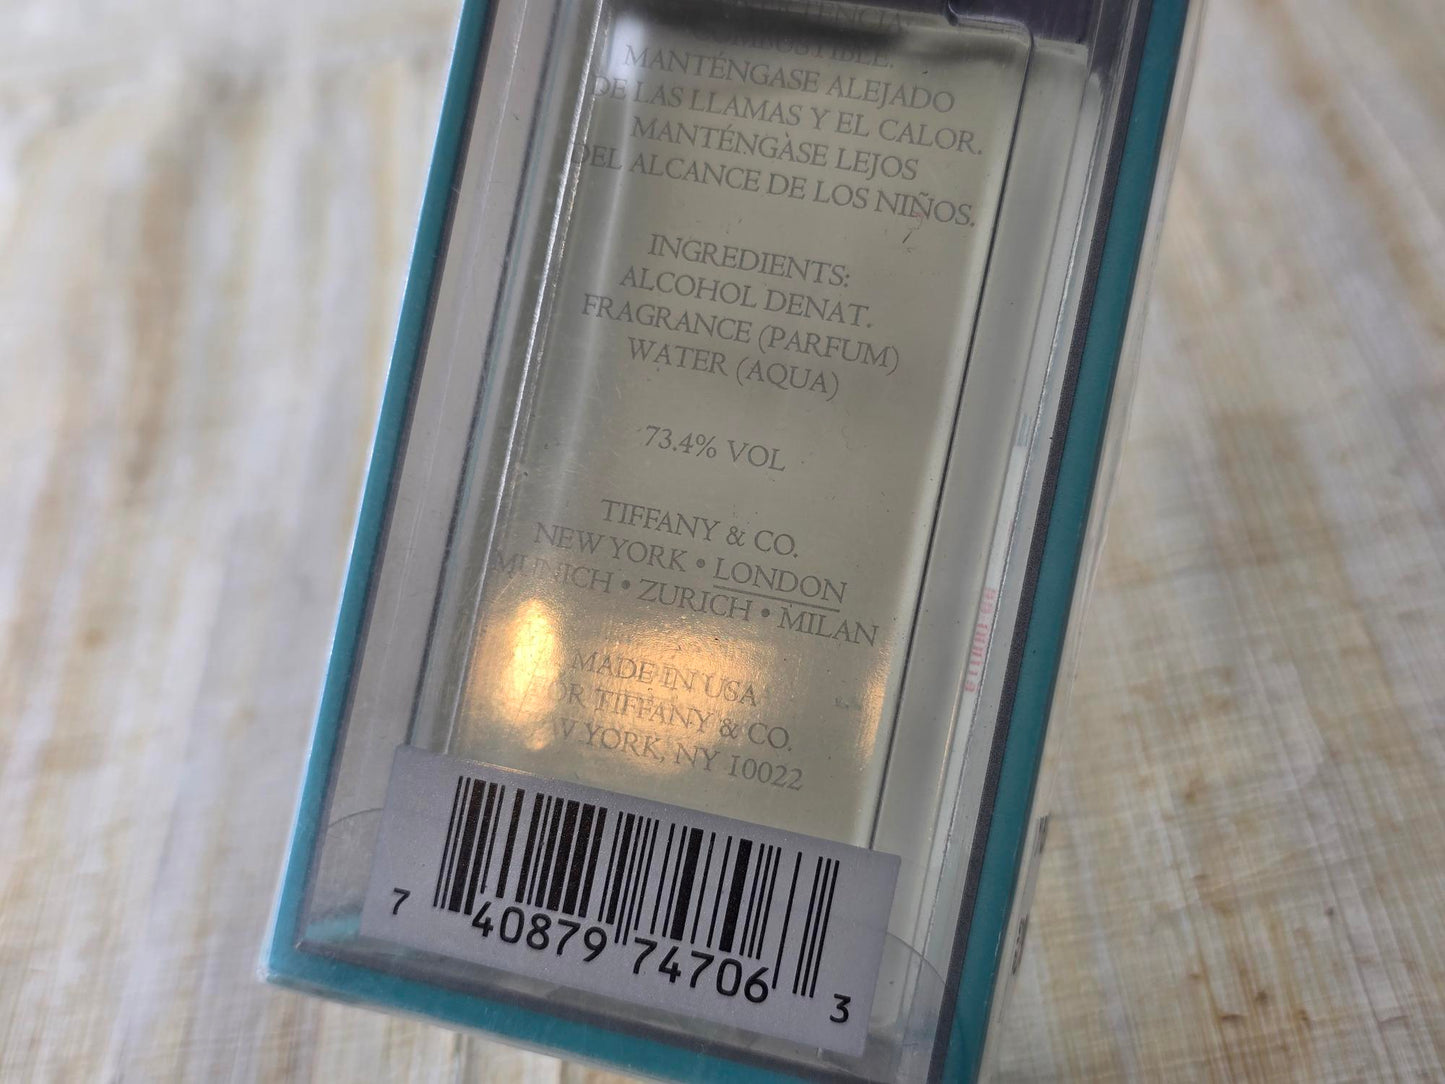 COMBUSTIBLE.
MANTÉNGASE ALEJADO
DE LAS LLAMAS Y EL CALOR.
MANTÉNGÀSE LEJOS
DEL ALCANCE DE LOS NIÑOS.
INGREDIENTS:
ALCOHOL DENAT.
FRAGRANCE (PARFUM)
WATER (AQUA)
73.4% VOL
TIFFANY & CO.
NEW YORK • LONDON
MUNICH • ZURICH • MILAN
MADE IN USA
FOR TIFFANY & CO.
W YORK, NY 10022
7 40879 74706 3